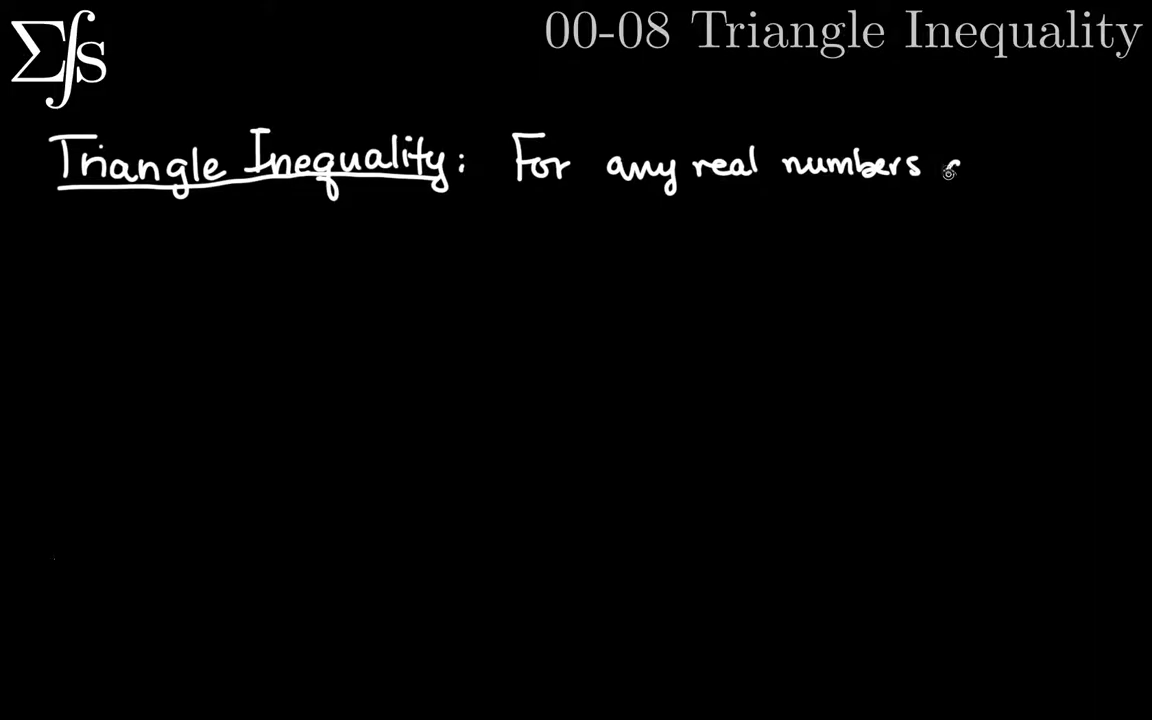 ∑∫s
00-08 Triangle Inequality
Triangle Inequality: For any real numbers